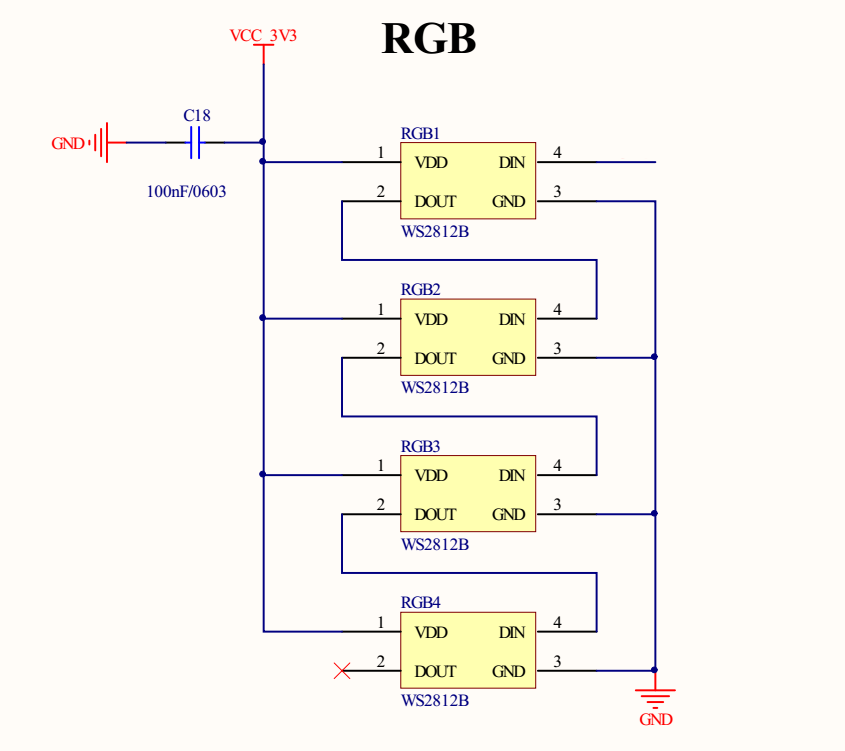 RGB
VCC_3V3
C18
GND
100nF/0603
RGB1
1 VDD DIN 4
2 DOUT GND 3
WS2812B
RGB2
1 VDD DIN 4
2 DOUT GND 3
WS2812B
RGB3
1 VDD DIN 4
2 DOUT GND 3
WS2812B
RGB4
1 VDD DIN 4
2 DOUT GND 3
WS2812B
GND